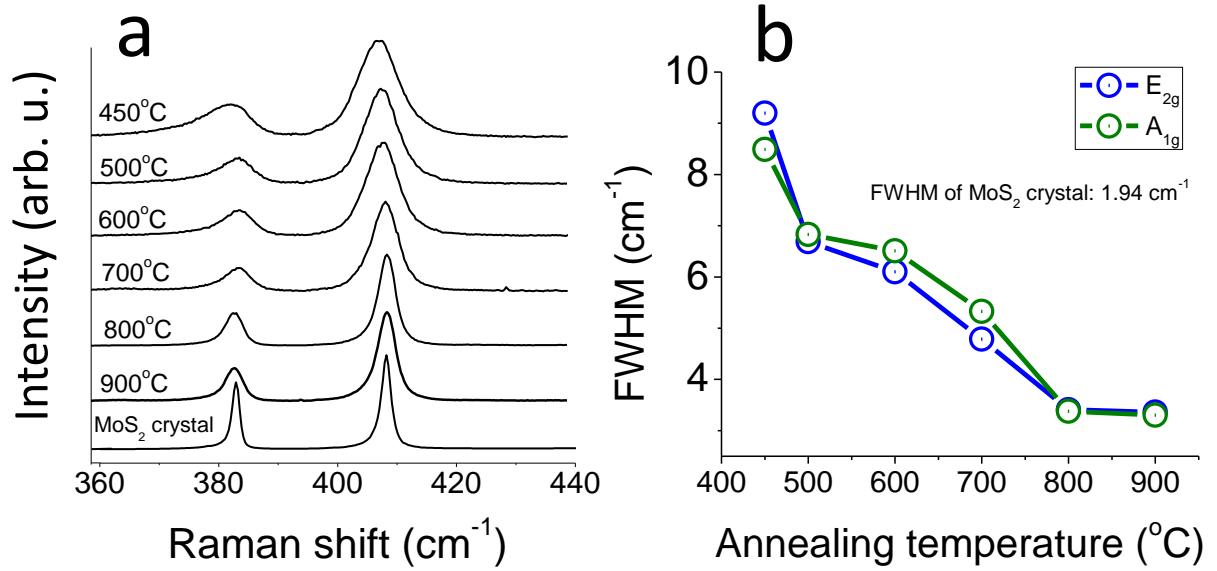 a
Intensity (arb. u.)
450°C
500°C
600°C
700°C
800°C
900°C
MoS₂ crystal
360 380 400 420 440
Raman shift (cm⁻¹)
b
FWHM (cm⁻¹)
10
8
6
4
E₂g
A₁g
FWHM of MoS₂ crystal: 1.94 cm⁻¹
400 500 600 700 800 900
Annealing temperature (°C)